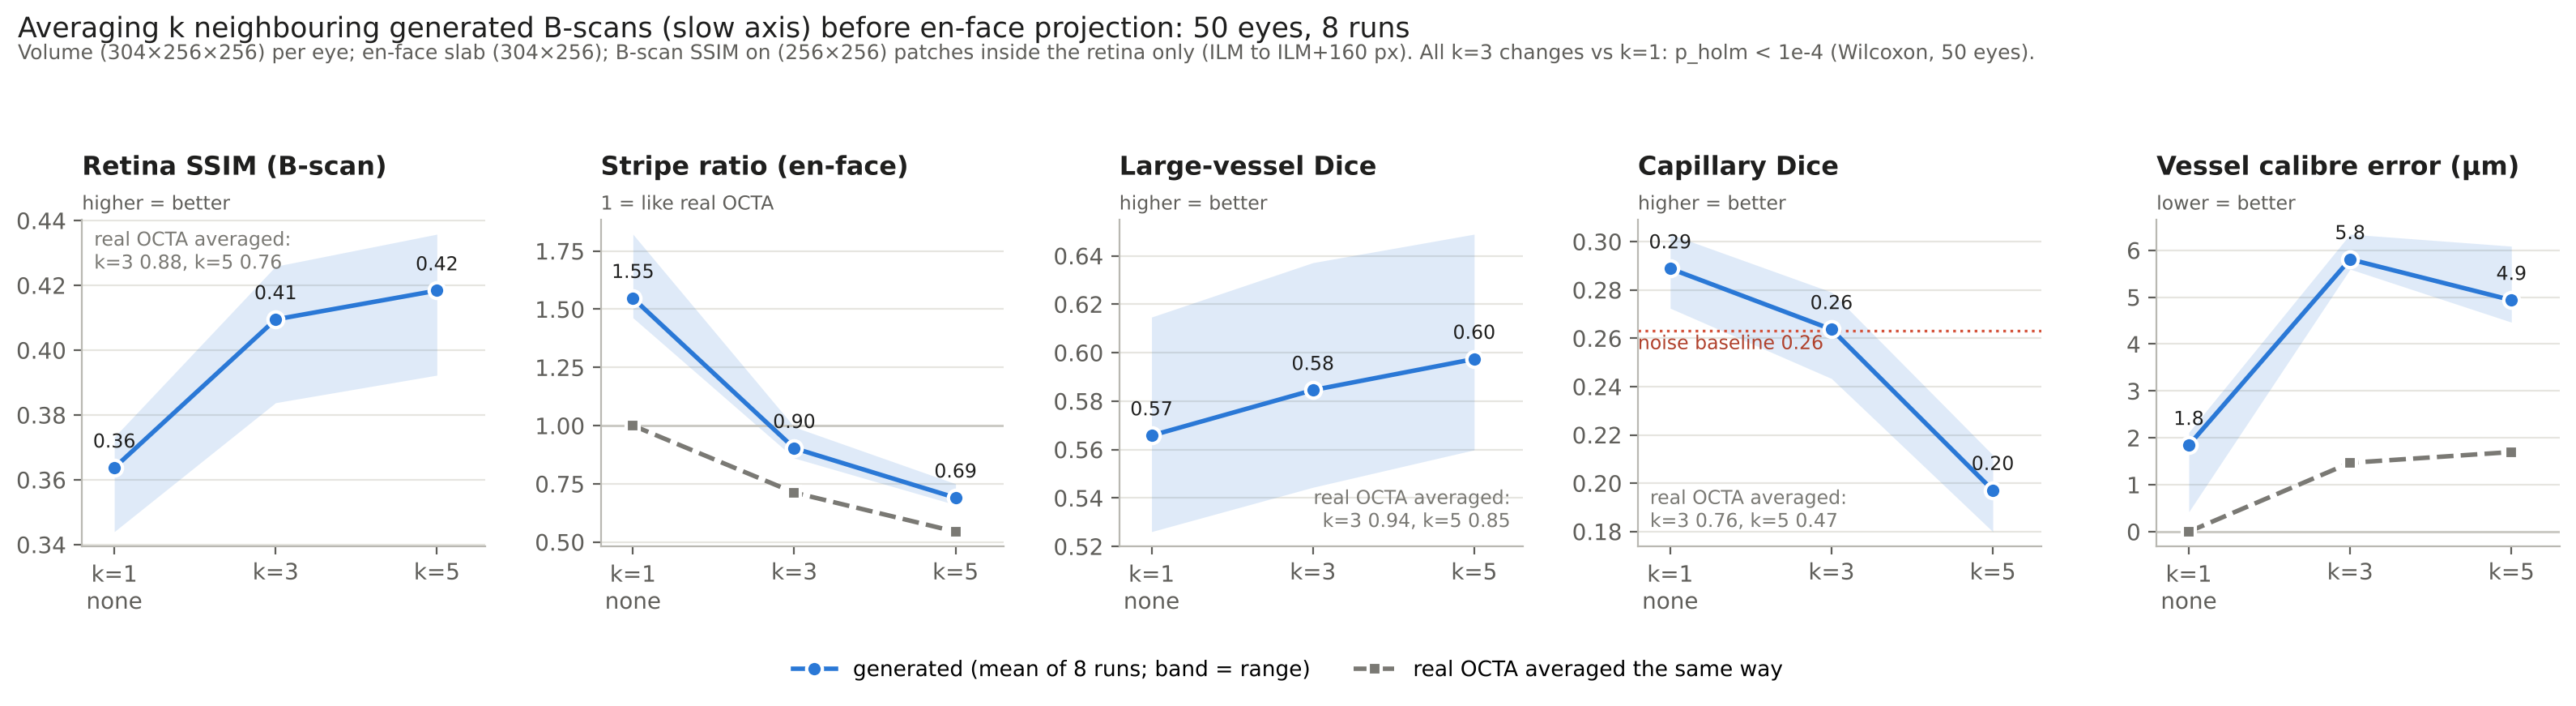 Averaging k neighbouring generated B-scans (slow axis) before en-face projection: 50 eyes, 8 runs
Volume (304×256×256) per eye; en-face slab (304×256); B-scan SSIM on (256×256) patches inside the retina only (ILM to ILM+160 px). All k=3 changes vs k=1: p_holm < 1e-4 (Wilcoxon, 50 eyes).
Retina SSIM (B-scan)
higher = better
0.44
0.42
0.40
0.38
0.36
0.34
real OCTA averaged:
k=3 0.88, k=5 0.76
0.36
0.41
0.42
k=1
none
k=3
k=5
Stripe ratio (en-face)
1 = like real OCTA
1.75
1.50
1.25
1.00
0.75
0.50
1.55
0.90
0.69
k=1
none
k=3
k=5
Large-vessel Dice
higher = better
0.64
0.62
0.60
0.58
0.56
0.54
0.52
0.57
0.58
0.60
real OCTA averaged:
k=3 0.94, k=5 0.85
k=1
none
k=3
k=5
Capillary Dice
higher = better
0.30
0.28
0.26
0.24
0.22
0.20
0.18
0.29
0.26
0.20
noise baseline 0.26
real OCTA averaged:
k=3 0.76, k=5 0.47
k=1
none
k=3
k=5
Vessel calibre error (µm)
lower = better
6
5
4
3
2
1
0
1.8
5.8
4.9
k=1
none
k=3
k=5
generated (mean of 8 runs; band = range)
real OCTA averaged the same way